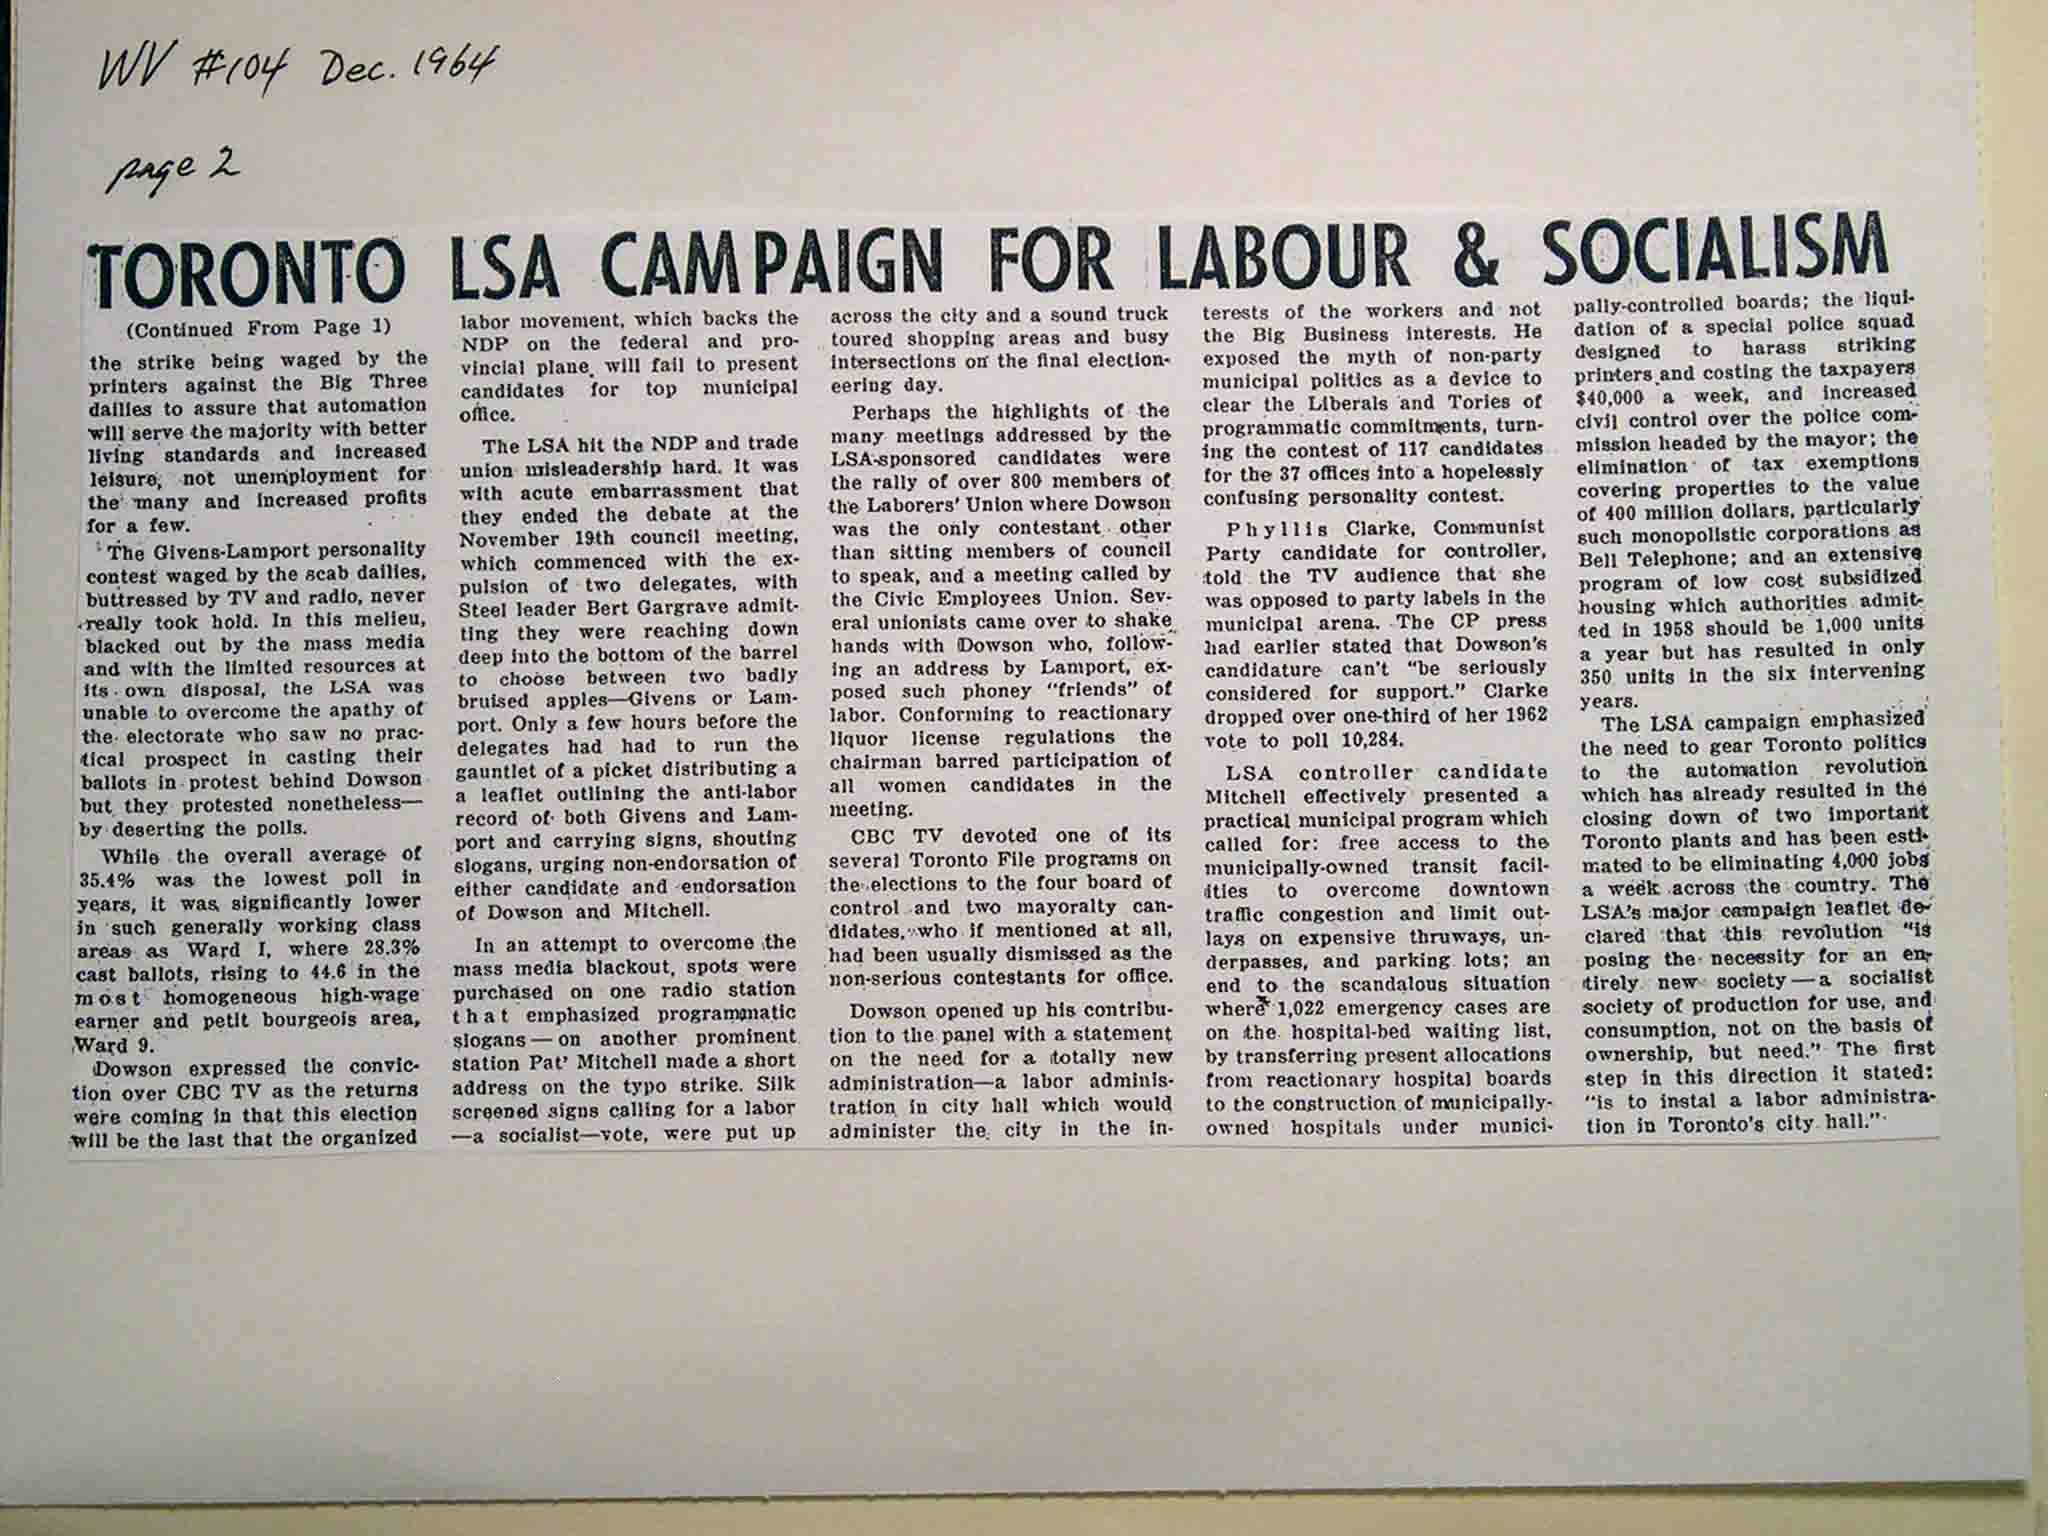 WV #104 Dec. 1964
page 2
TORONTO LSA CAMPAIGN FOR LABOUR & SOCIALISM
(Continued From Page 1)
the strike being waged by the
printers against the Big Three
dailies to assure that automation
will serve the majority with better
living standards and increased
leisure, not unemployment for
the many and increased profits
for a few.
The Givens-Lamport personality
contest waged by the scab dailies,
buttressed by TV and radio, never
really took hold. In this melieu,
blacked out by the mass media
and with the limited resources at
its own disposal, the LSA was
unable to overcome the apathy of
the electorate who saw no prac-
tical prospect in casting their
ballots in protest behind Dowson
but they protested nonetheless—
by deserting the polls.
While the overall average of
35.4% was the lowest poll in
years, it was significantly lower
in such generally working class
areas as Ward I, where 28.3%
cast ballots, rising to 44.6 in the
most homogeneous high-wage
earner and petit bourgeois area,
Ward 9.
Dowson expressed the convic-
tion over CBC TV as the returns
were coming in that this election
will be the last that the organized
labor movement, which backs the
NDP on the federal and pro-
vincial plane will fail to present
candidates for top municipal
office.
The LSA hit the NDP and trade
union misleadership hard. It was
with acute embarrassment that
they ended the debate at the
November 19th council meeting,
which commenced with the ex-
pulsion of two delegates, with
Steel leader Bert Gargrave admit-
ting they were reaching down
deep into the bottom of the barrel
to choose between two badly
bruised apples—Givens or Lam-
port. Only a few hours before the
delegates had had to run the
gauntlet of a picket distributing a
a leaflet outlining the anti-labor
record of both Givens and Lam-
port and carrying signs, shouting
slogans, urging non-endorsation of
either candidate and endorsation
of Dowson and Mitchell.
In an attempt to overcome the
mass media blackout, spots were
purchased on one radio station
that emphasized programmatic
slogans—on another prominent
station Pat Mitchell made a short
address on the typo strike. Silk
screened signs calling for a labor
—a socialist—vote, were put up
across the city and a sound truck
toured shopping areas and busy
intersections on the final election-
eering day.
Perhaps the highlights of the
many meetings addressed by the
LSA-sponsored candidates were
the rally of over 800 members of
the Laborers' Union where Dowson
was the only contestant other
than sitting members of council
to speak, and a meeting called by
the Civic Employees Union. Sev-
eral unionists came over to shake
hands with Dowson who, follow-
ing an address by Lamport, ex-
posed such phoney "friends" of
labor. Conforming to reactionary
liquor license regulations the
chairman barred participation of
all women candidates in the
meeting.
CBC TV devoted one of its
several Toronto File programs on
the elections to the four board of
control and two mayoralty can-
didates, who if mentioned at all,
had been usually dismissed as the
non-serious contestants for office.
Dowson opened up his contribu-
tion to the panel with a statement
on the need for a totally new
administration—a labor adminis-
tration in city hall which would
administer the city in the in-
terests of the workers and not
the Big Business interests. He
exposed the myth of non-party
municipal politics as a device to
clear the Liberals and Tories of
programmatic commitments, turn-
ing the contest of 117 candidates
for the 37 offices into a hopelessly
confusing personality contest.
Phyllis Clarke, Communist
Party candidate for controller,
told the TV audience that she
was opposed to party labels in the
municipal arena. The CP press
had earlier stated that Dowson's
candidature can't "be seriously
considered for support." Clarke
dropped over one-third of her 1962
vote to poll 10,284.
LSA controller candidate
Mitchell effectively presented a
practical municipal program which
called for: free access to the
municipally-owned transit facil-
ities to overcome downtown
traffic congestion and limit out-
lays on expensive thruways, un-
derpasses, and parking lots; an
end to the scandalous situation
where 1,022 emergency cases are
on the hospital-bed waiting list,
by transferring present allocations
from reactionary hospital boards
to the construction of municipally-
owned hospitals under munici-
pally-controlled boards; the liqui-
dation of a special police squad
designed to harass striking
printers and costing the taxpayers
$40,000 a week, and increased
civil control over the police com-
mission headed by the mayor; the
elimination of tax exemptions
covering properties to the value
of 400 million dollars, particularly
such monopolistic corporations as
Bell Telephone; and an extensive
program of low cost subsidized
housing which authorities admit-
ted in 1958 should be 1,000 units
a year but has resulted in only
350 units in the six intervening
years.
The LSA campaign emphasized
the need to gear Toronto politics
to the automation revolution
which has already resulted in the
closing down of two important
Toronto plants and has been esti-
mated to be eliminating 4,000 jobs
a week across the country. The
LSA's major campaign leaflet de-
clared that this revolution "is
posing the necessity for an en-
tirely new society—a socialist
society of production for use, and
consumption, not on the basis of
ownership, but need." The first
step in this direction it stated:
"is to instal a labor administra-
tion in Toronto's city hall."